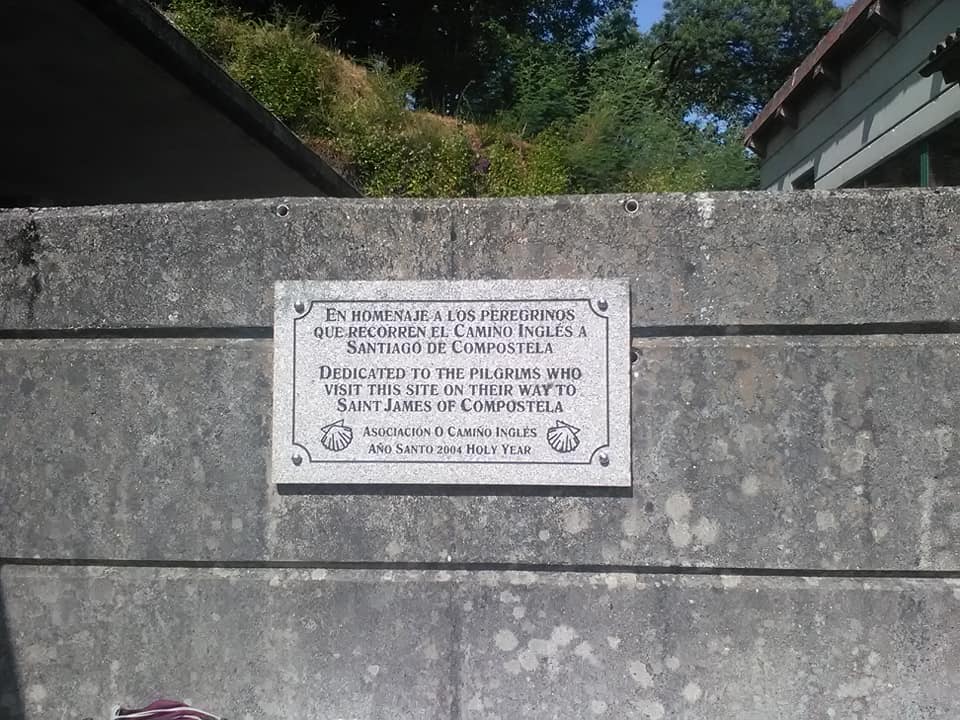 En homenaje a los peregrinos
que recorren el Camino Inglés a
Santiago de Compostela
Dedicated to the pilgrims who
visit this site on their way to
Saint James of Compostela
Asociación O Camiño Inglés
Año Santo 2004 Holy Year